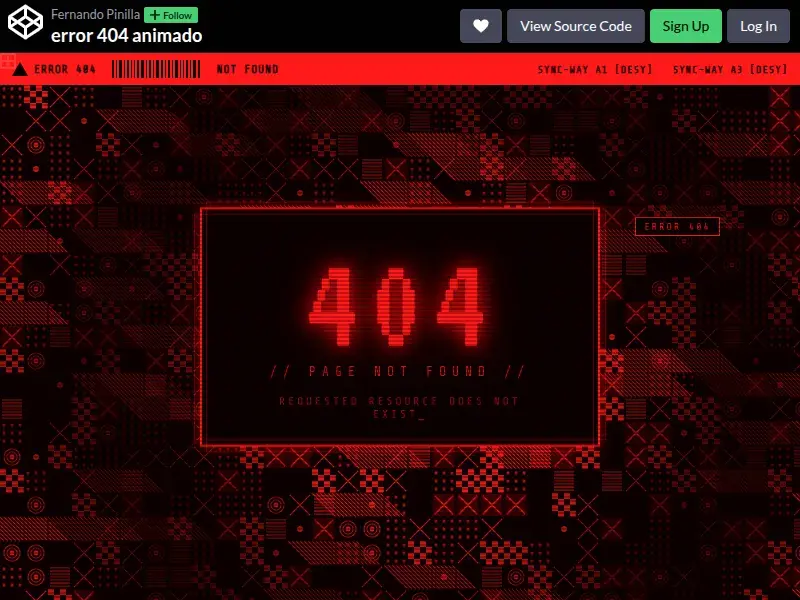 Fernando Pinilla
+ Follow
error 404 animado
View Source Code
Sign Up
Log In
ERROR 404
NOT FOUND
SYNC-WAY A1 [DESY]
SYNC-WAY A3 [DESY]
ERROR 404
404
// PAGE NOT FOUND //
REQUESTED RESOURCE DOES NOT
EXIST_